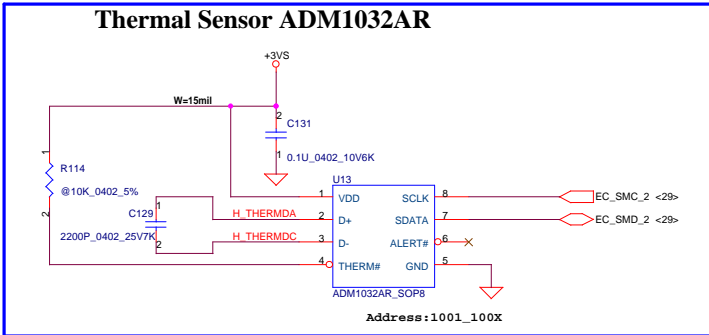 Thermal Sensor ADM1032AR
+3VS
W=15mil
2
C131
1
0.1U_0402_10V6K
1
R114
@10K_0402_5%
2
U13
1 VDD SCLK 8 EC_SMC_2 <29>
1
C129
H_THERMDA 2 D+ SDATA 7 EC_SMD_2 <29>
2200P_0402_25V7K
2
H_THERMDC 3 D- ALERT# 6
4 THERM# GND 5
ADM1032AR_SOP8
Address:1001_100X